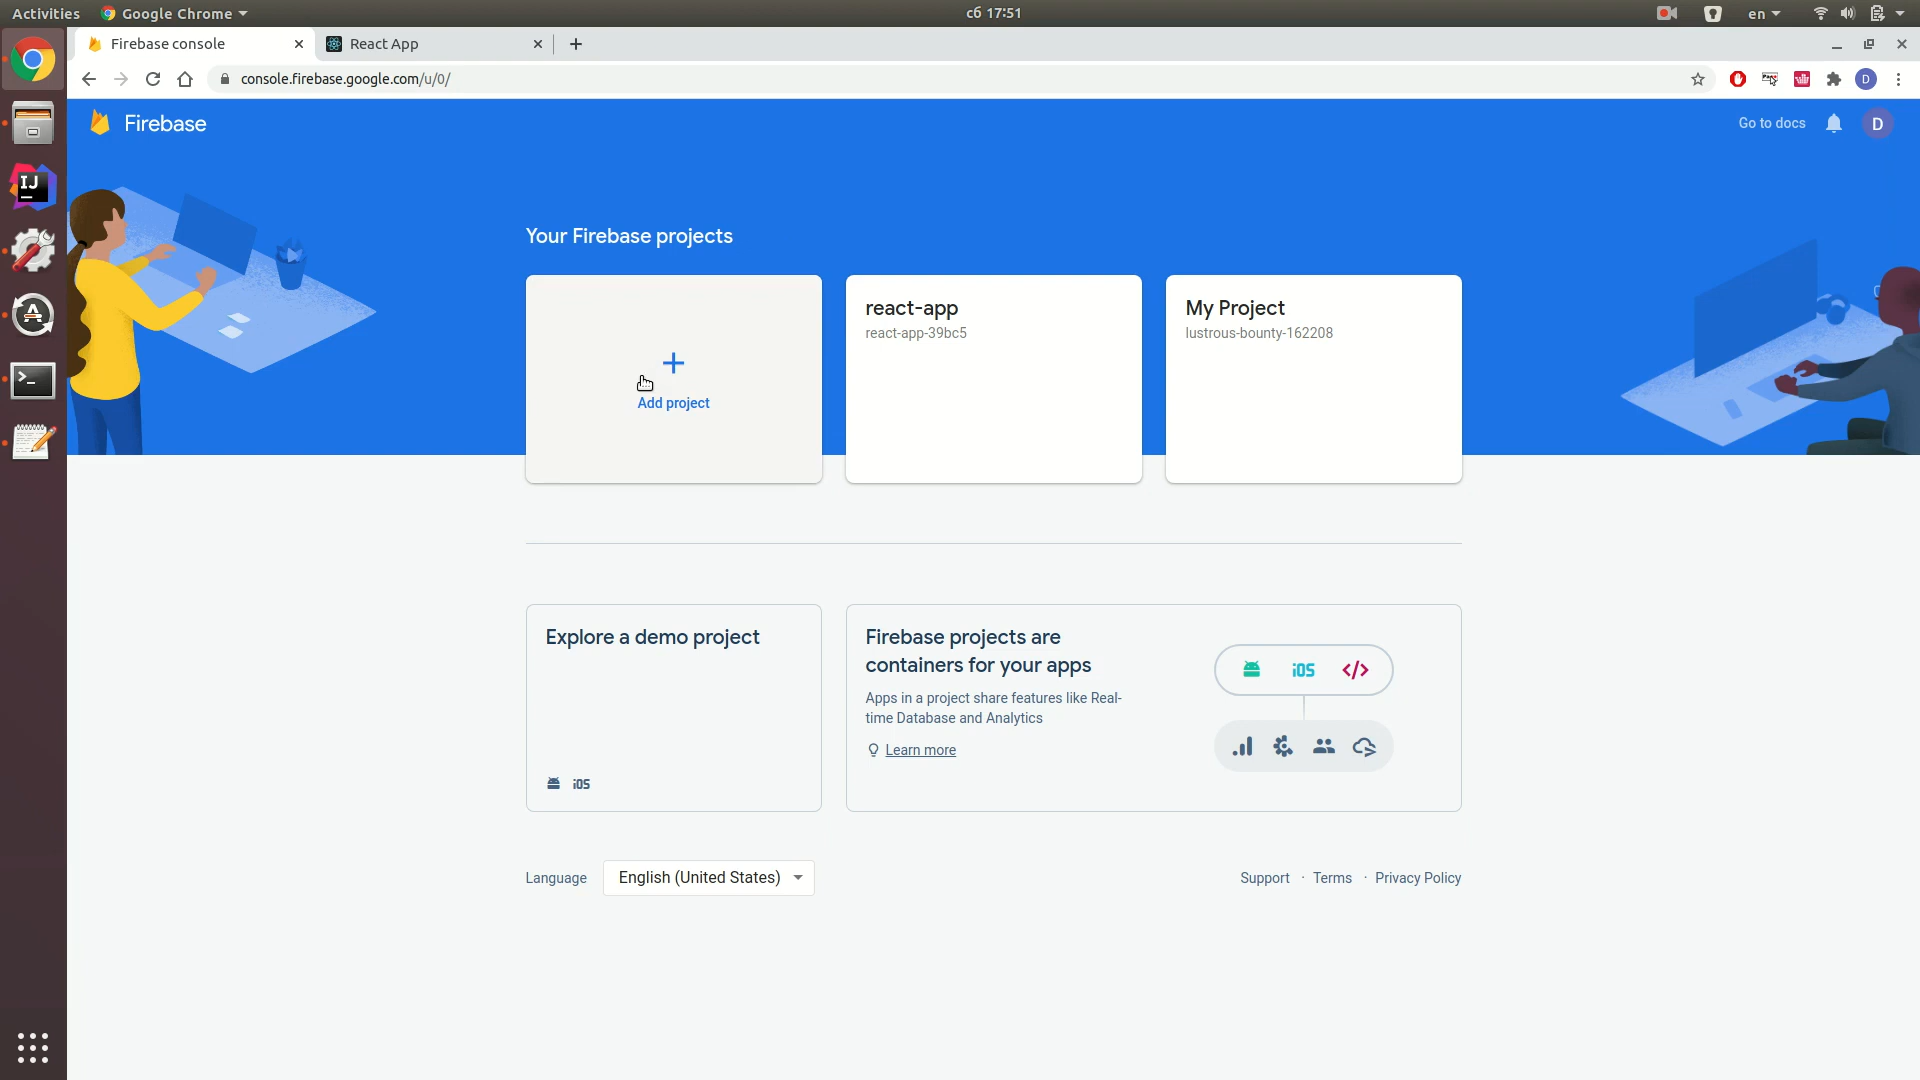 Activities
Google Chrome
сб 17:51
en
Firebase console
React App
console.firebase.google.com/u/0/
D
Firebase
Go to docs
D
Your Firebase projects
Add project
react-app
react-app-39bc5
My Project
lustrous-bounty-162208
Explore a demo project
iOS
Firebase projects are
containers for your apps
Apps in a project share features like Real-
time Database and Analytics
Learn more
iOS
Language
English (United States)
Support · Terms · Privacy Policy
IJ